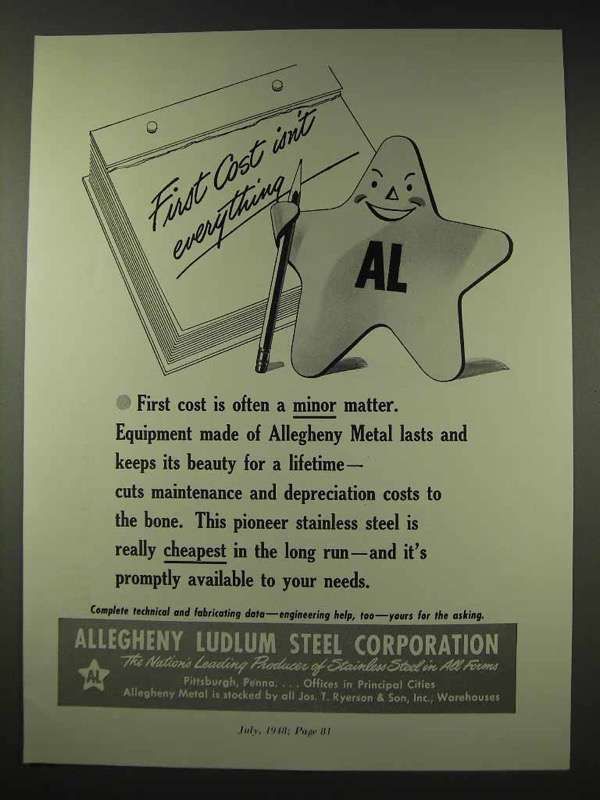 First Cost isn't
everything
AL
First cost is often a minor matter.
Equipment made of Allegheny Metal lasts and
keeps its beauty for a lifetime—
cuts maintenance and depreciation costs to
the bone. This pioneer stainless steel is
really cheapest in the long run—and it's
promptly available to your needs.
Complete technical and fabricating data—engineering help, too—yours for the asking.
ALLEGHENY LUDLUM STEEL CORPORATION
The Nation's Leading Producer of Stainless Steel in All Forms
AL
Pittsburgh, Penna. . . . Offices in Principal Cities
Allegheny Metal is stocked by all Jos. T. Ryerson & Son, Inc., Warehouses
July, 1948; Page 81